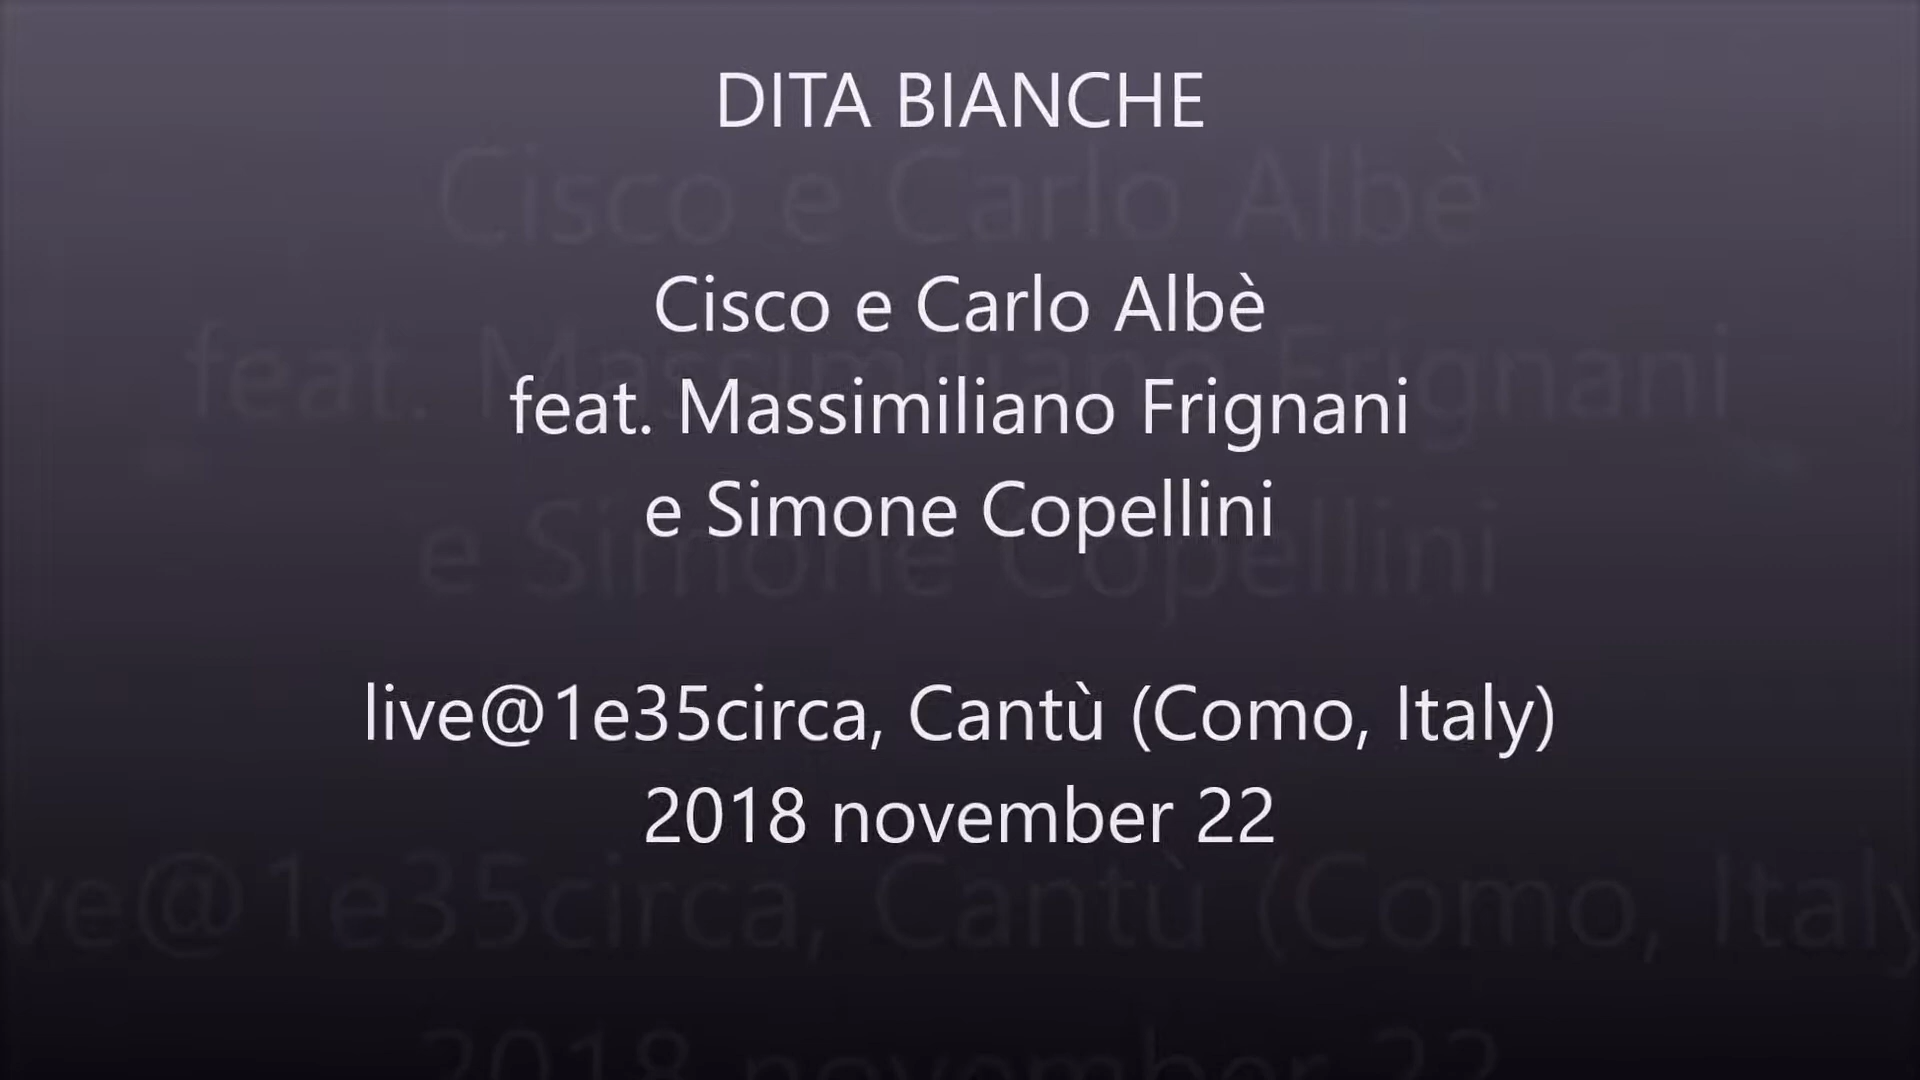 DITA BIANCHE
Cisco e Carlo Albè
feat. Massimiliano Frignani
e Simone Copellini
live@1e35circa, Cantù (Como, Italy)
2018 november 22